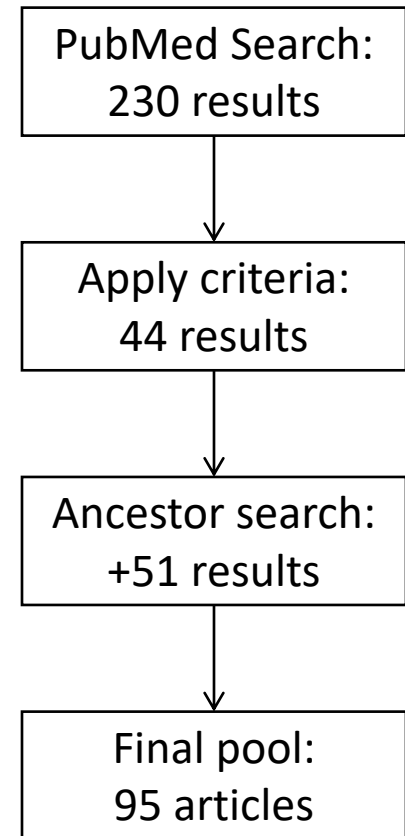 PubMed Search:
230 results
Apply criteria:
44 results
Ancestor search:
+51 results
Final pool:
95 articles